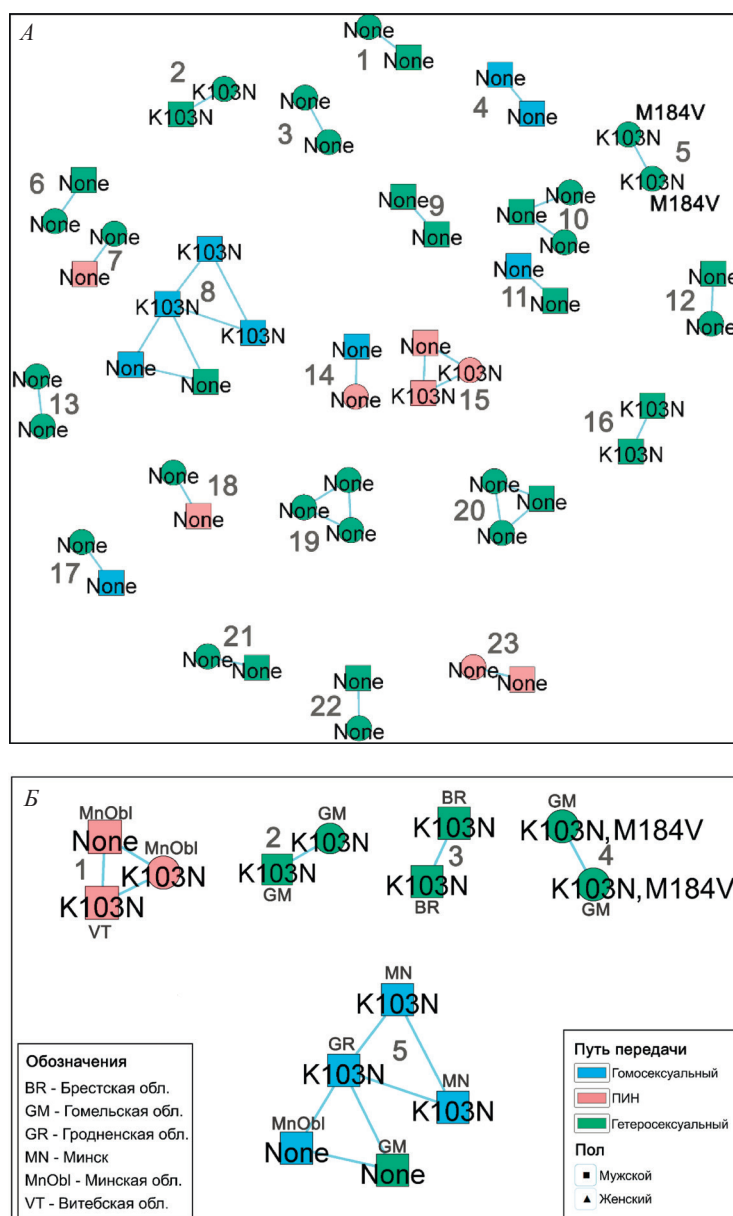 А
None
None
1
2
K103N
K103N
None
3
None
None
4
None
M184V
K103N
5
K103N
M184V
6
None
None
None
7
None
None
9
None
None
None
10
None
K103N
K103N
8
K103N
None
None
None
11
None
None
12
None
None
13
None
None
14
None
None
K103N
K103N
15
K103N
16
K103N
None
18
None
None
None
19
None
None
20
None
None
None
17
None
21
None
None
None
22
None
23
None
None
Б
MnObl
None
MnObl
1
K103N
K103N
VT
GM
2
K103N
K103N
GM
BR
K103N
3
K103N
BR
GM
K103N,M184V
4
K103N,M184V
GM
MN
K103N
GR
5
K103N
MN
K103N
MnObl
None
GM
None
Обозначения
BR - Брестская обл.
GM - Гомельская обл.
GR - Гродненская обл.
MN - Минск
MnObl - Минская обл.
VT - Витебская обл.
Путь передачи
Гомосексуальный
ПИН
Гетеросексуальный
Пол
Мужской
Женский